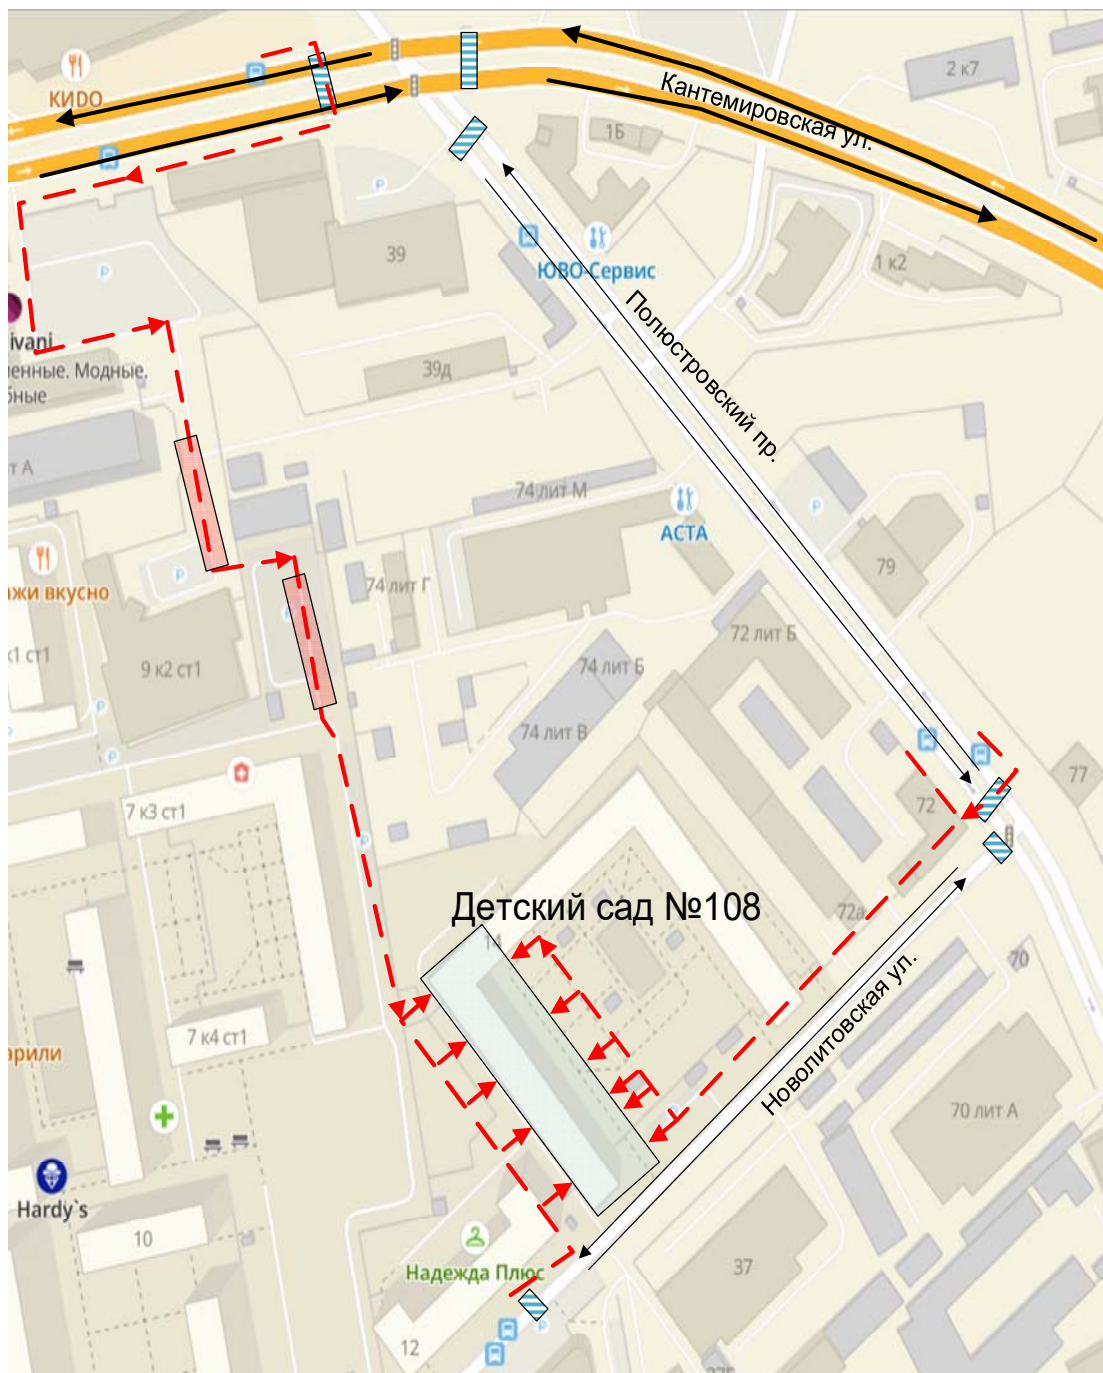 КИDO
Кантемировская ул.
2 к7
1Б
39
ЮВО-Сервис
1 к2
Полюстровский пр.
ivani
енные. Модные,
бные
39д
т А
74 лит М
АСТА
жи вкусно
74 лит Г
79
к1 ст1
9 к2 ст1
72 лит Б
74 лит Б
74 лит В
77
7 к3 ст1
72
Детский сад №108
14
72а
70
Новолитовская ул.
7 к4 ст1
арили
70 лит А
Hardy`s
10
Надежда Плюс
37
12